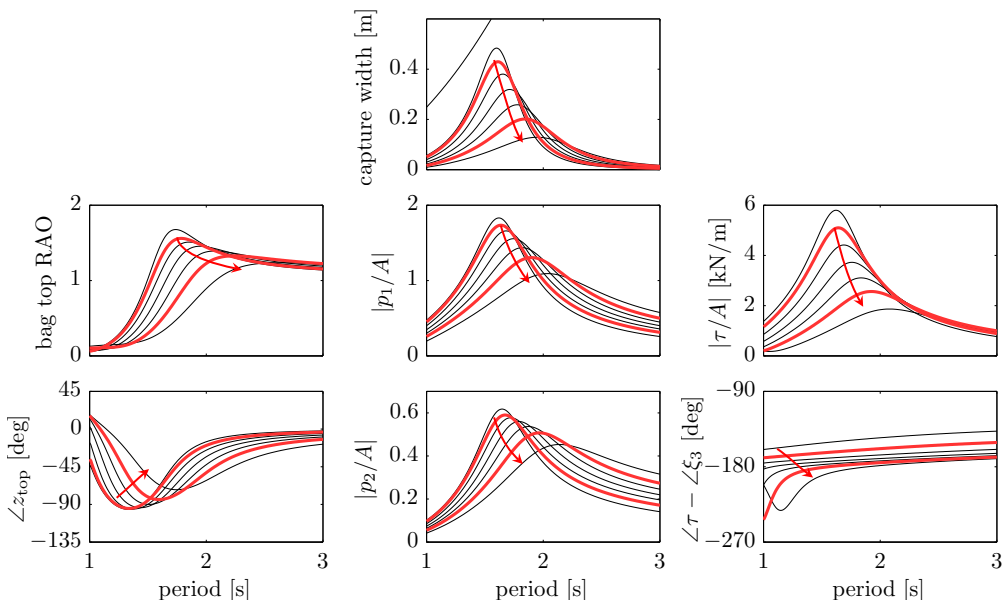 capture width [m]
0.4
0.2
0
bag top RAO
2
1
0
|p₁/A|
2
1
0
|τ/A| [kN/m]
6
4
2
0
∠z_top [deg]
45
0
−45
−90
−135
1 2 3
period [s]
|p₂/A|
0.6
0.4
0.2
0
1 2 3
period [s]
∠τ − ∠ξ₃ [deg]
−90
−180
−270
1 2 3
period [s]